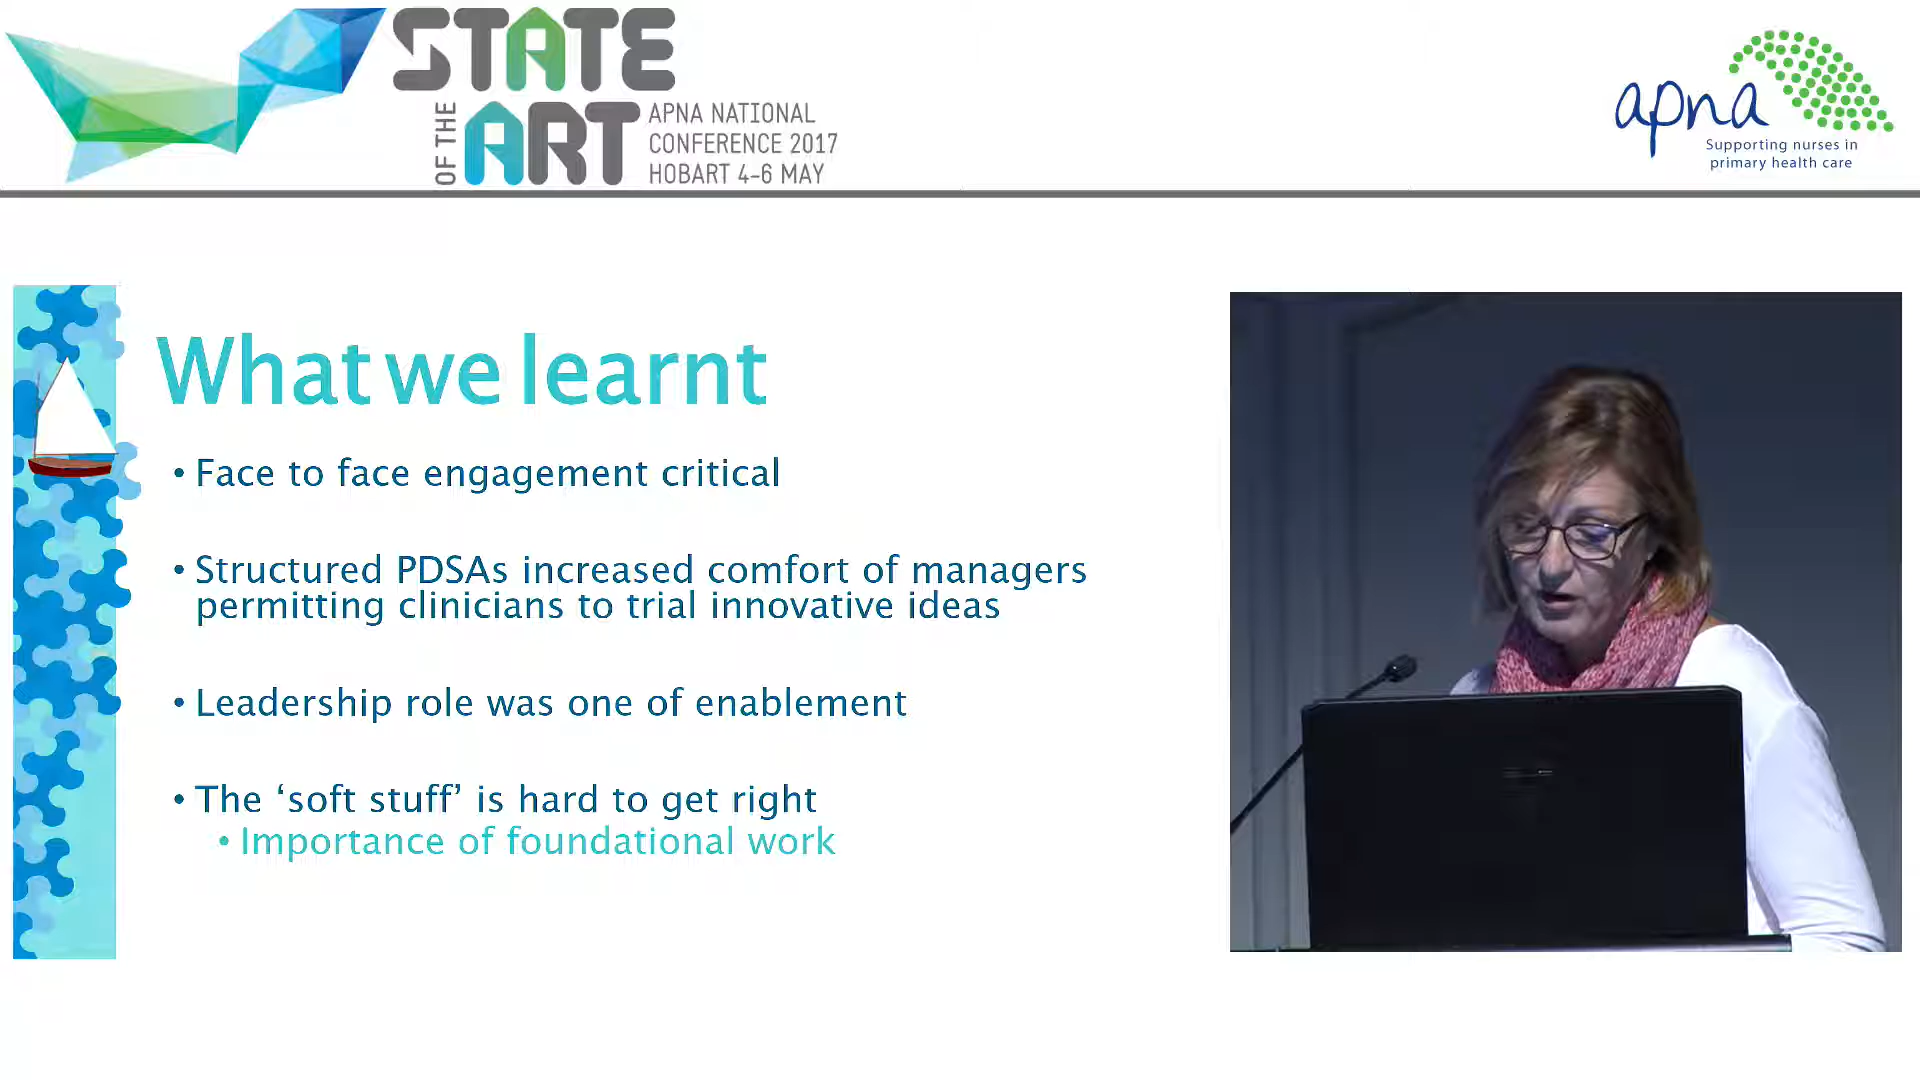 STATE
OF THE
ART
APNA NATIONAL
CONFERENCE 2017
HOBART 4-6 MAY
apna
Supporting nurses in
primary health care
What we learnt
• Face to face engagement critical
• Structured PDSAs increased comfort of managers
permitting clinicians to trial innovative ideas
• Leadership role was one of enablement
• The ‘soft stuff’ is hard to get right
• Importance of foundational work